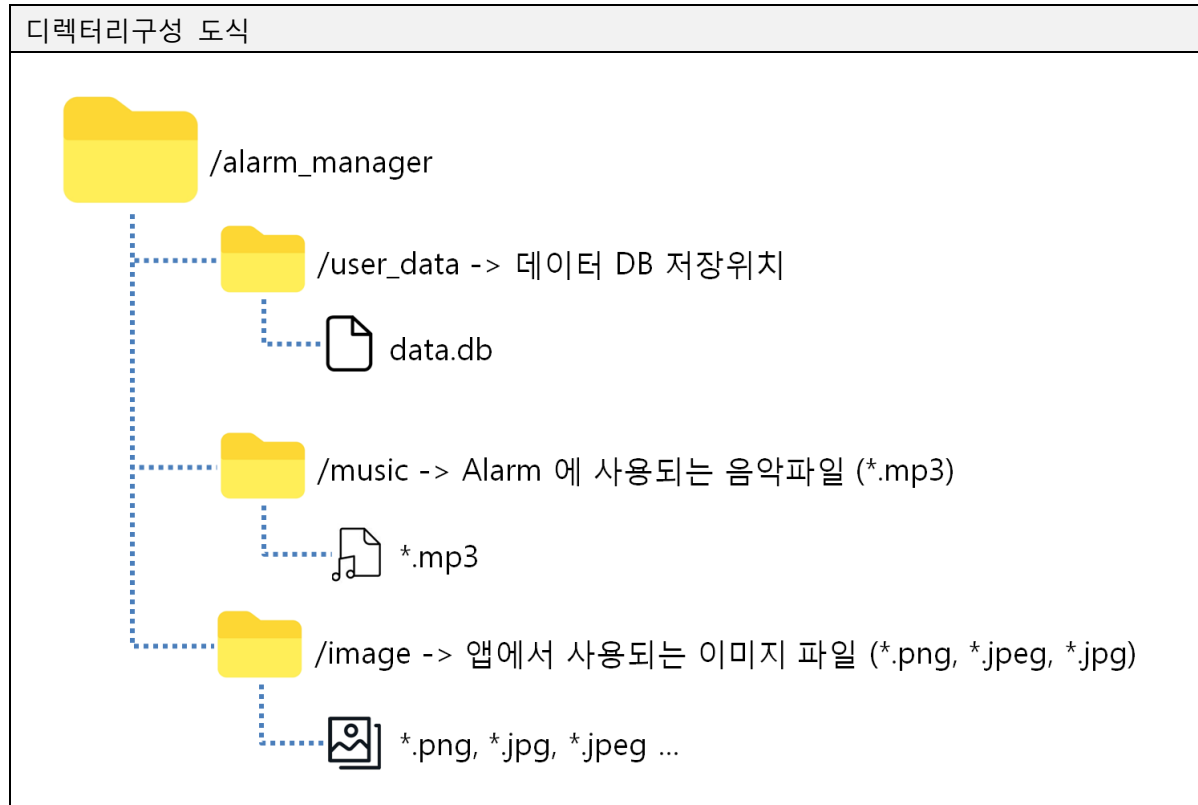 디렉터리구성 도식
/alarm_manager
/user_data -> 데이터 DB 저장위치
data.db
/music -> Alarm 에 사용되는 음악파일 (*.mp3)
*.mp3
/image -> 앱에서 사용되는 이미지 파일 (*.png, *.jpeg, *.jpg)
*.png, *.jpg, *.jpeg ...